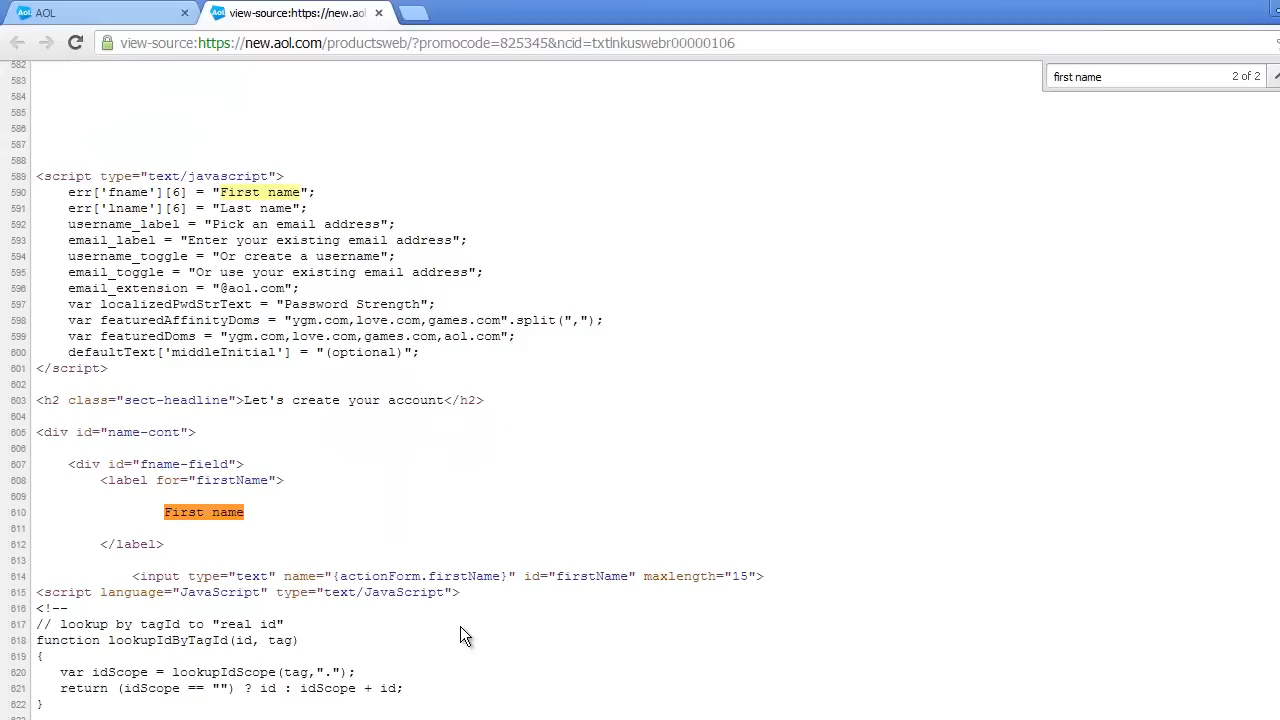 AOL
view-source:https://new.aol
view-source:https://new.aol.com/productsweb/?promocode=825345&ncid=txtlnkuswebr00000106
first name 2 of 2
582
583
584
585
586
587
588
589 <script type="text/javascript">
590 err['fname'][6] = "First name";
591 err['lname'][6] = "Last name";
592 username_label = "Pick an email address";
593 email_label = "Enter your existing email address";
594 username_toggle = "Or create a username";
595 email_toggle = "Or use your existing email address";
596 email_extension = "@aol.com";
597 var localizedPwdStrText = "Password Strength";
598 var featuredAffinityDoms = "ygm.com,love.com,games.com".split(",");
599 var featuredDoms = "ygm.com,love.com,games.com,aol.com";
600 defaultText['middleInitial'] = "(optional)";
601 </script>
602
603 <h2 class="sect-headline">Let's create your account</h2>
604
605 <div id="name-cont">
606
607 <div id="fname-field">
608 <label for="firstName">
609
610 First name
611
612 </label>
613
614 <input type="text" name="{actionForm.firstName}" id="firstName" maxlength="15">
615 <script language="JavaScript" type="text/JavaScript">
616 <!--
617 // lookup by tagId to "real id"
618 function lookupIdByTagId(id, tag)
619 {
620 var idScope = lookupIdScope(tag,".");
621 return (idScope == "") ? id : idScope + id;
622 }